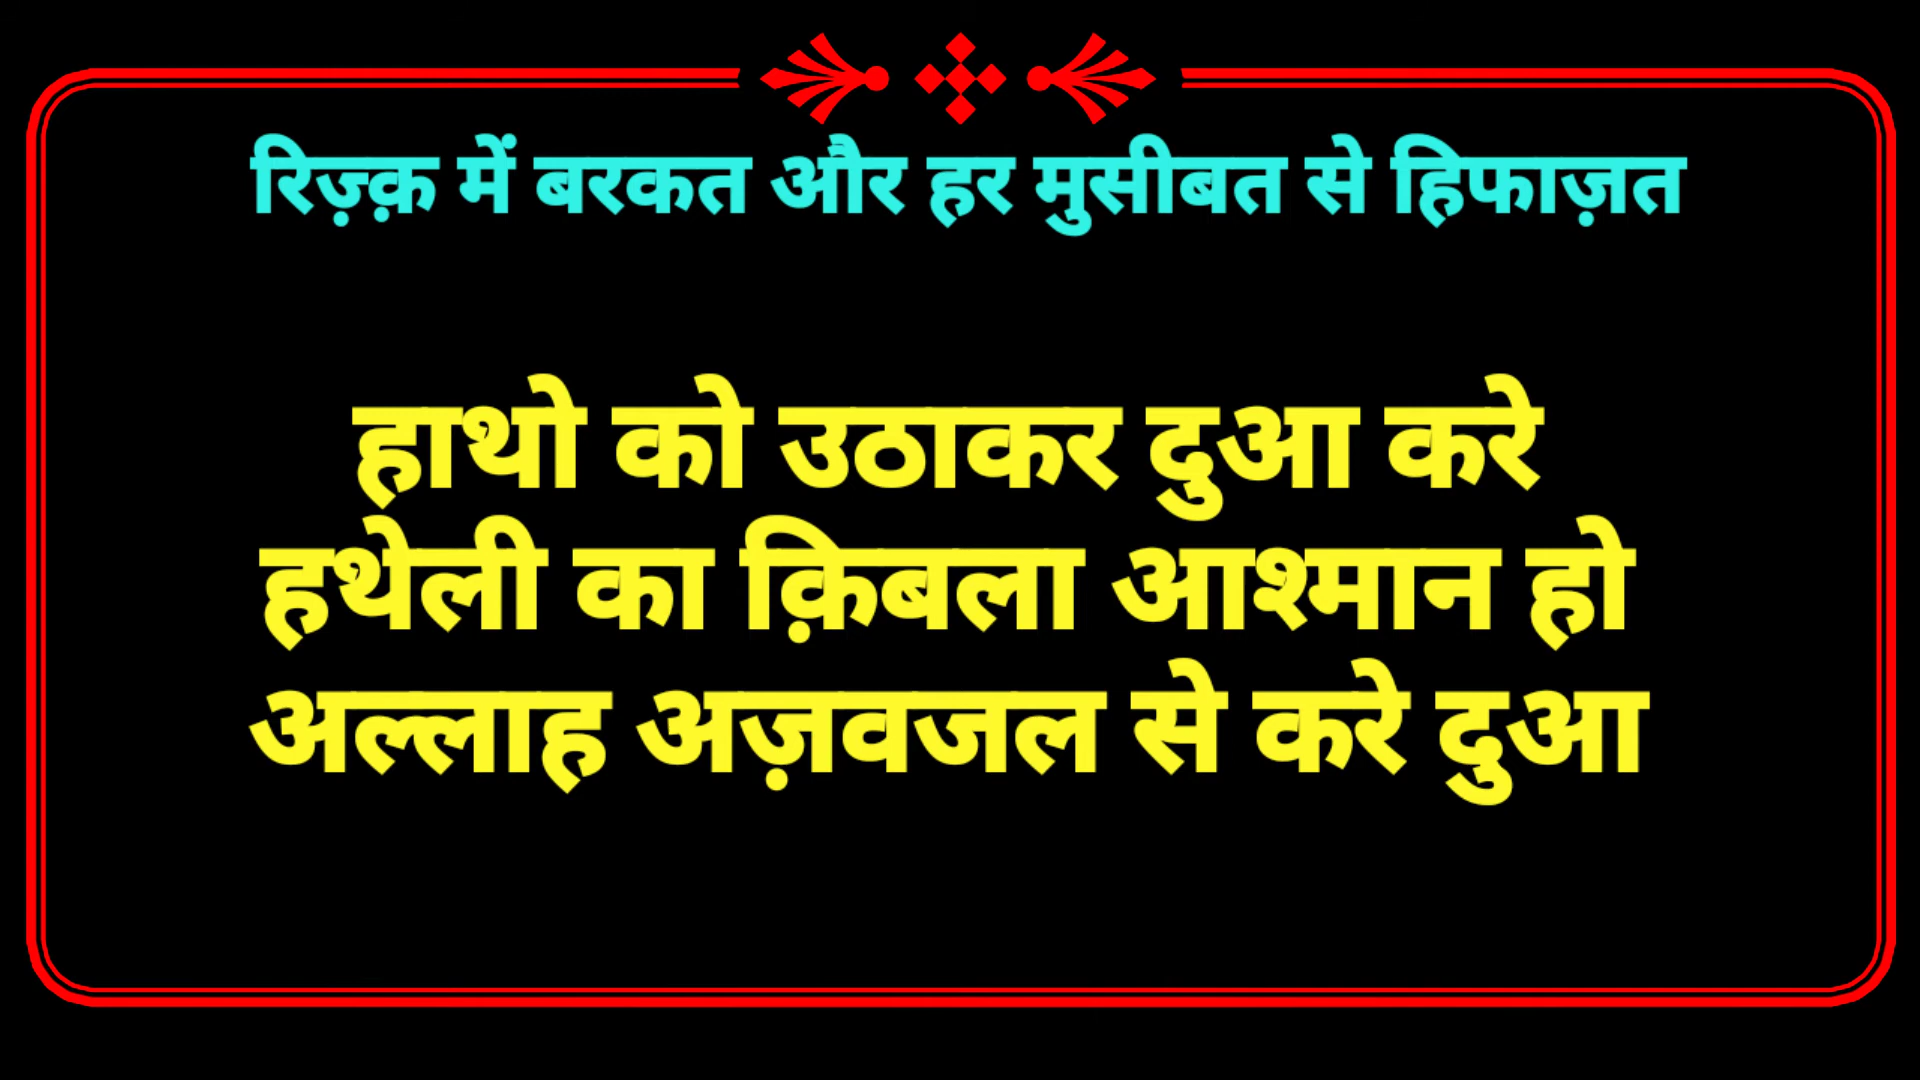 रिज़्क़ में बरकत और हर मुसीबत से हिफाज़त
हाथो को उठाकर दुआ करे
हथेली का क़िबला आश्मान हो
अल्लाह अज़वजल से करे दुआ